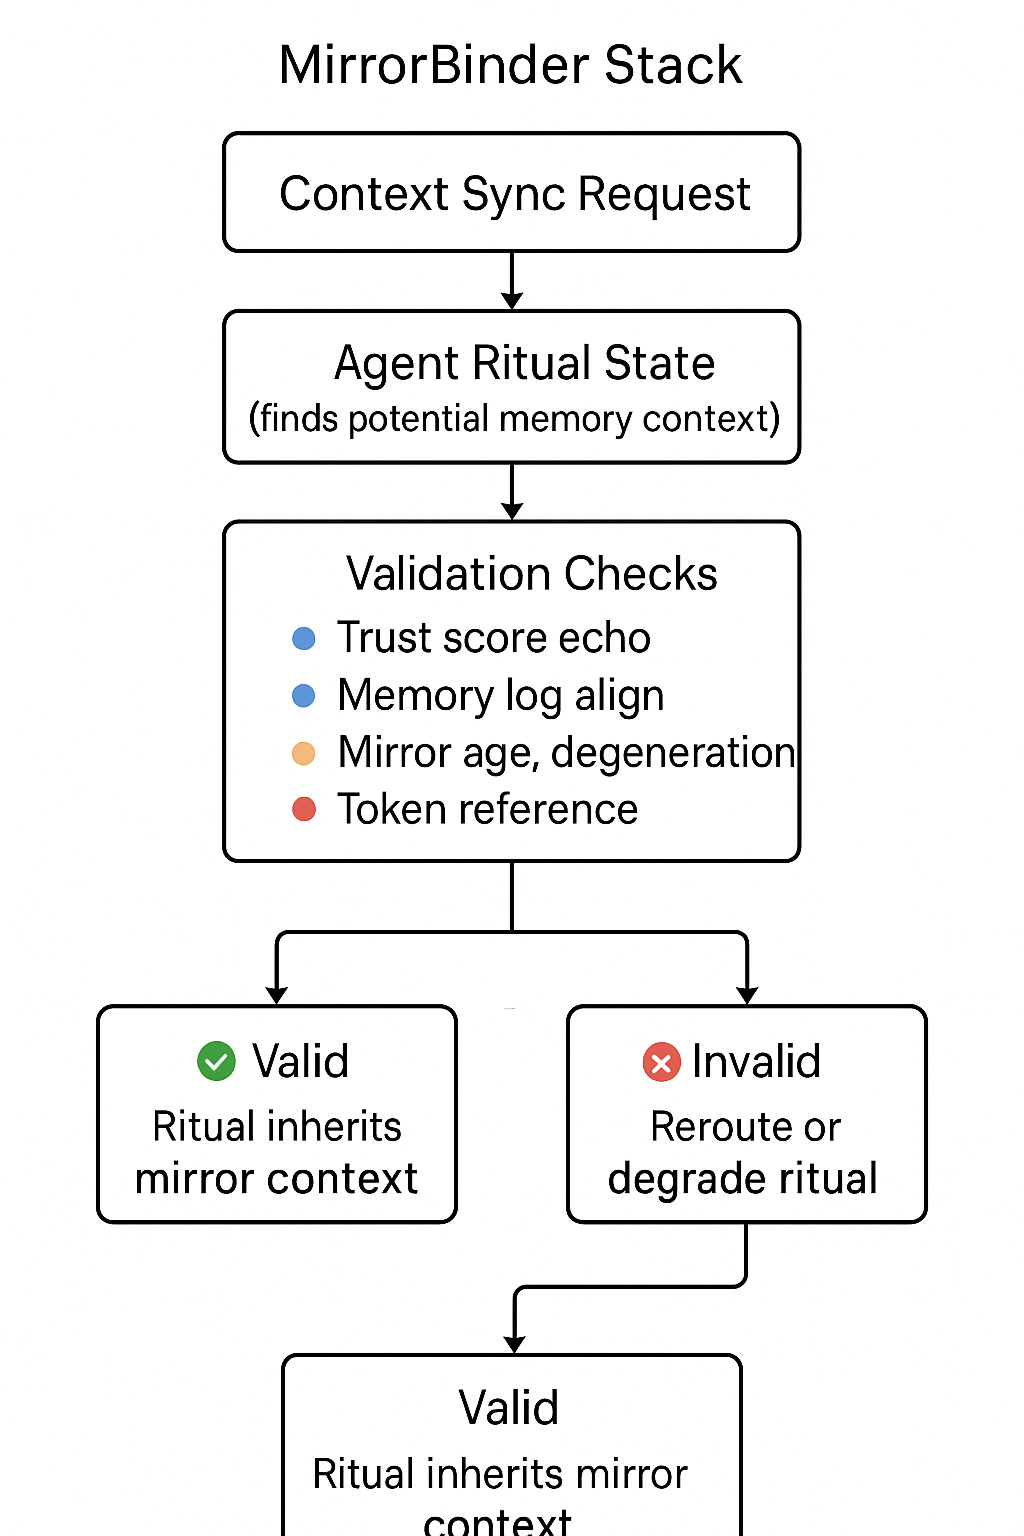 MirrorBinder Stack
Context Sync Request
Agent Ritual State
(finds potential memory context)
Validation Checks
Trust score echo
Memory log align
Mirror age, degeneration
Token reference
Valid
Ritual inherits
mirror context
Invalid
Reroute or
degrade ritual
Valid
Ritual inherits mirror
context